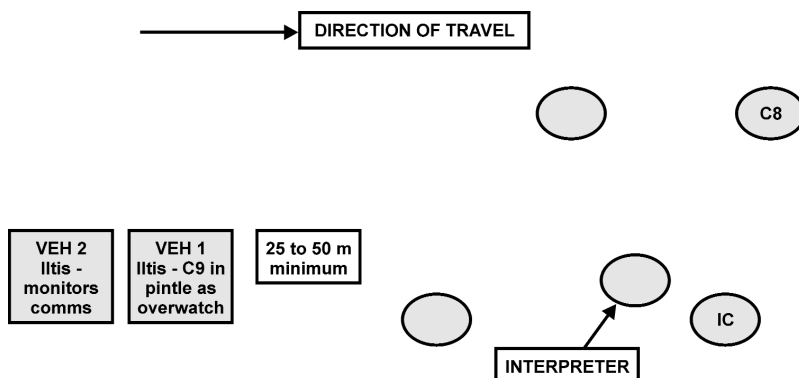 DIRECTION OF TRAVEL
C8
VEH 2
Iltis -
monitors
comms
VEH 1
Iltis - C9 in
pintle as
overwatch
25 to 50 m
minimum
IC
INTERPRETER